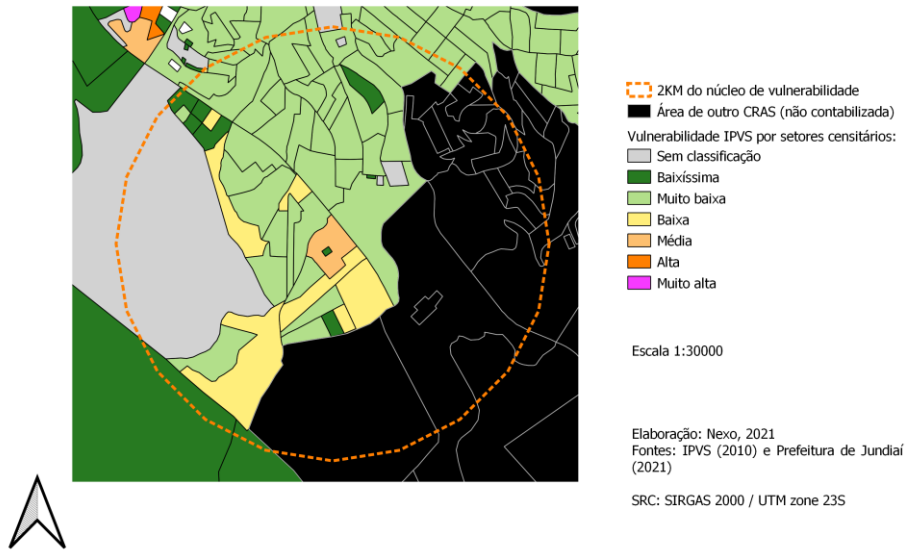 2KM do núcleo de vulnerabilidade
Área de outro CRAS (não contabilizada)
Vulnerabilidade IPVS por setores censitários:
Sem classificação
Baixíssima
Muito baixa
Baixa
Média
Alta
Muito alta
Escala 1:30000
Elaboração: Nexo, 2021
Fontes: IPVS (2010) e Prefeitura de Jundiaí
(2021)
SRC: SIRGAS 2000 / UTM zone 23S